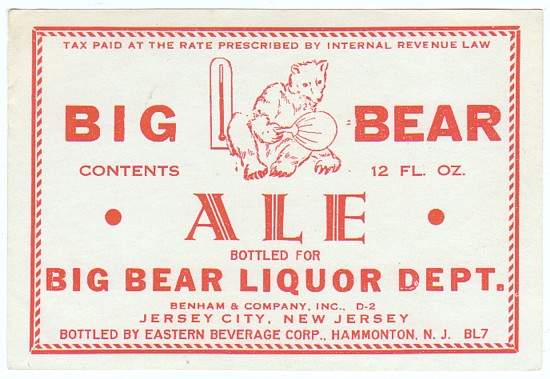 TAX PAID AT THE RATE PRESCRIBED BY INTERNAL REVENUE LAW
BIG BEAR
CONTENTS 12 FL. OZ.
• ALE •
BOTTLED FOR
BIG BEAR LIQUOR DEPT.
BENHAM & COMPANY, INC., D-2
JERSEY CITY, NEW JERSEY
BOTTLED BY EASTERN BEVERAGE CORP., HAMMONTON, N. J. BL7